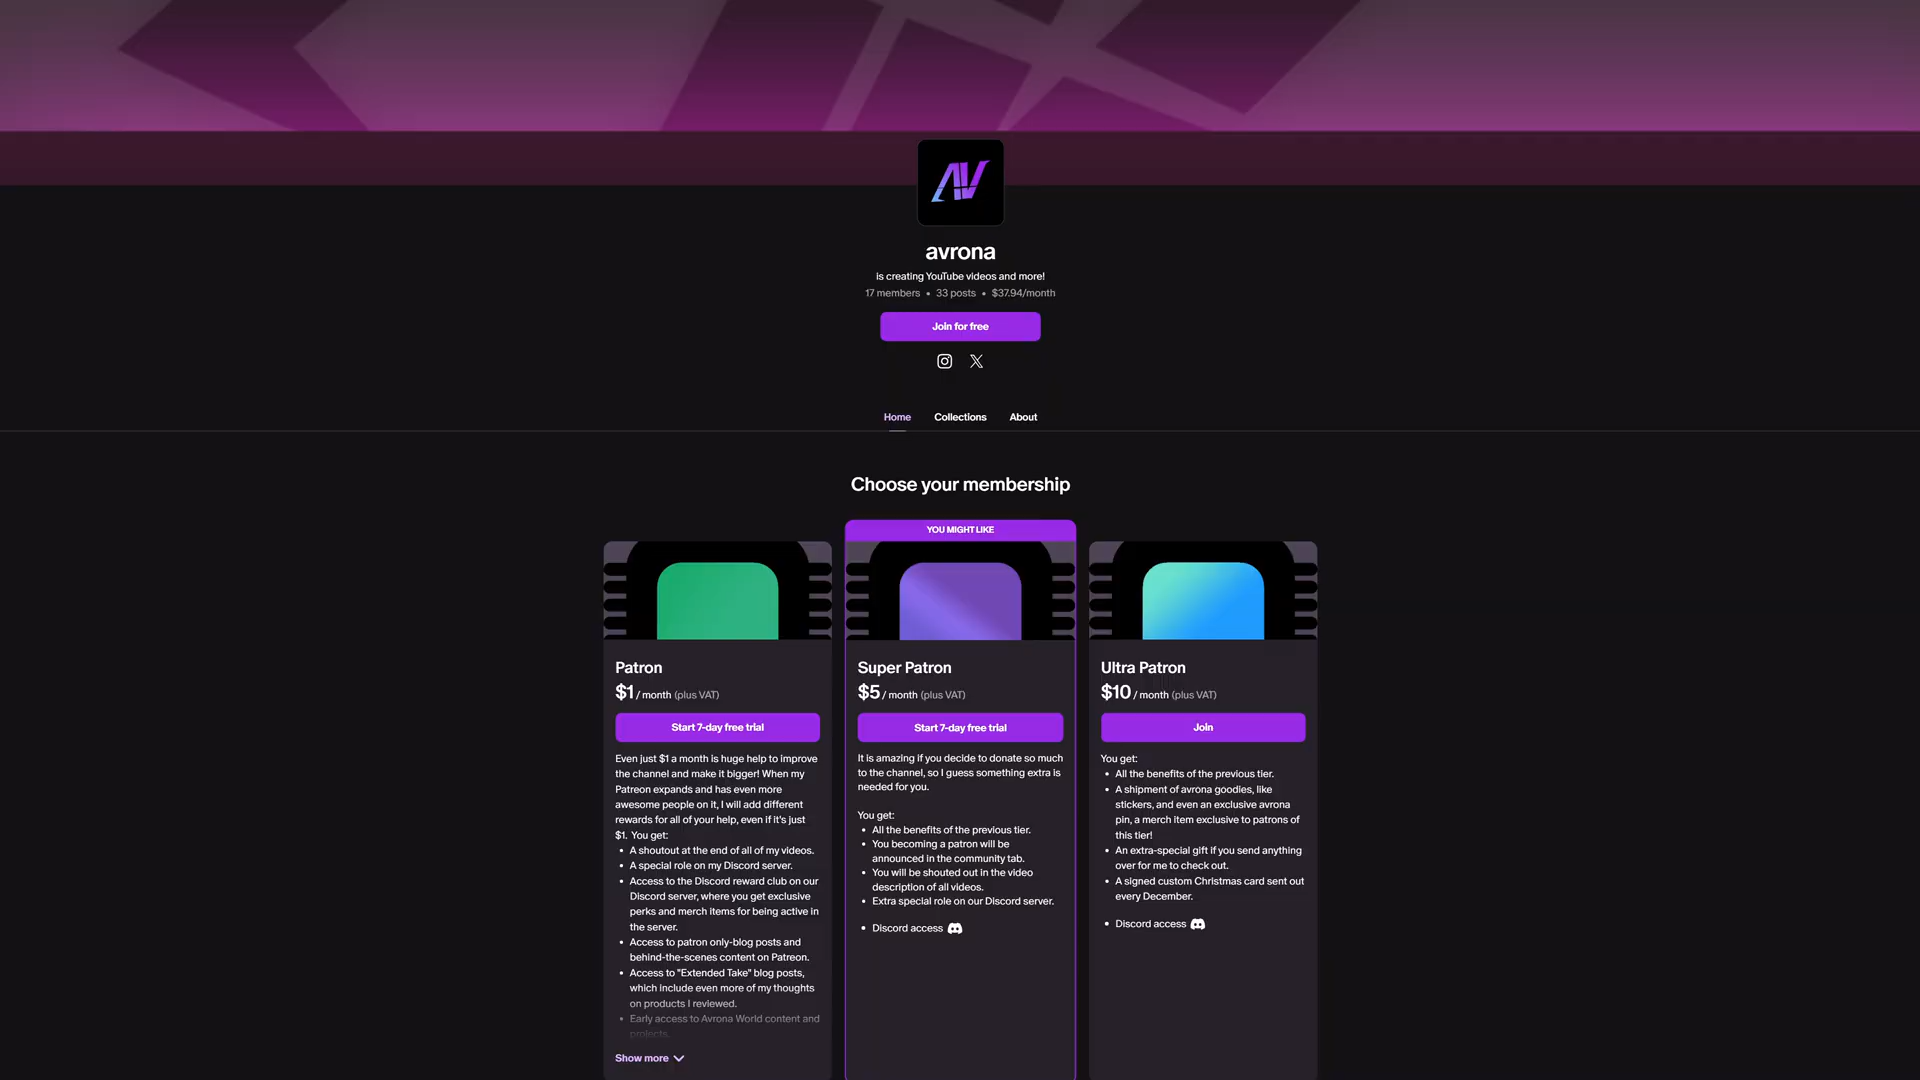 AV
avrona
is creating YouTube videos and more!
17 members • 33 posts • $37.94/month
Join for free
Home
Collections
About
Choose your membership
YOU MIGHT LIKE
Patron
$1 / month (plus VAT)
Start 7-day free trial
Even just $1 a month is huge help to improve
the channel and make it bigger! When my
Patreon expands and has even more
awesome people on it, I will add different
rewards for all of your help, even if it's just
$1. You get:
• A shoutout at the end of all of my videos.
• A special role on my Discord server.
• Access to the Discord reward club on our
Discord server, where you get exclusive
perks and merch items for being active in
the server.
• Access to patron only-blog posts and
behind-the-scenes content on Patreon.
• Access to "Extended Take" blog posts,
which include even more of my thoughts
on products I reviewed.
• Early access to Avrona World content and
projects.
Show more
Super Patron
$5 / month (plus VAT)
Start 7-day free trial
It is amazing if you decide to donate so much
to the channel, so I guess something extra is
needed for you.
You get:
• All the benefits of the previous tier.
• You becoming a patron will be
announced in the community tab.
• You will be shouted out in the video
description of all videos.
• Extra special role on our Discord server.
• Discord access
Ultra Patron
$10 / month (plus VAT)
Join
You get:
• All the benefits of the previous tier.
• A shipment of avrona goodies, like
stickers, and even an exclusive avrona
pin, a merch item exclusive to patrons of
this tier!
• An extra-special gift if you send anything
over for me to check out.
• A signed custom Christmas card sent out
every December.
• Discord access